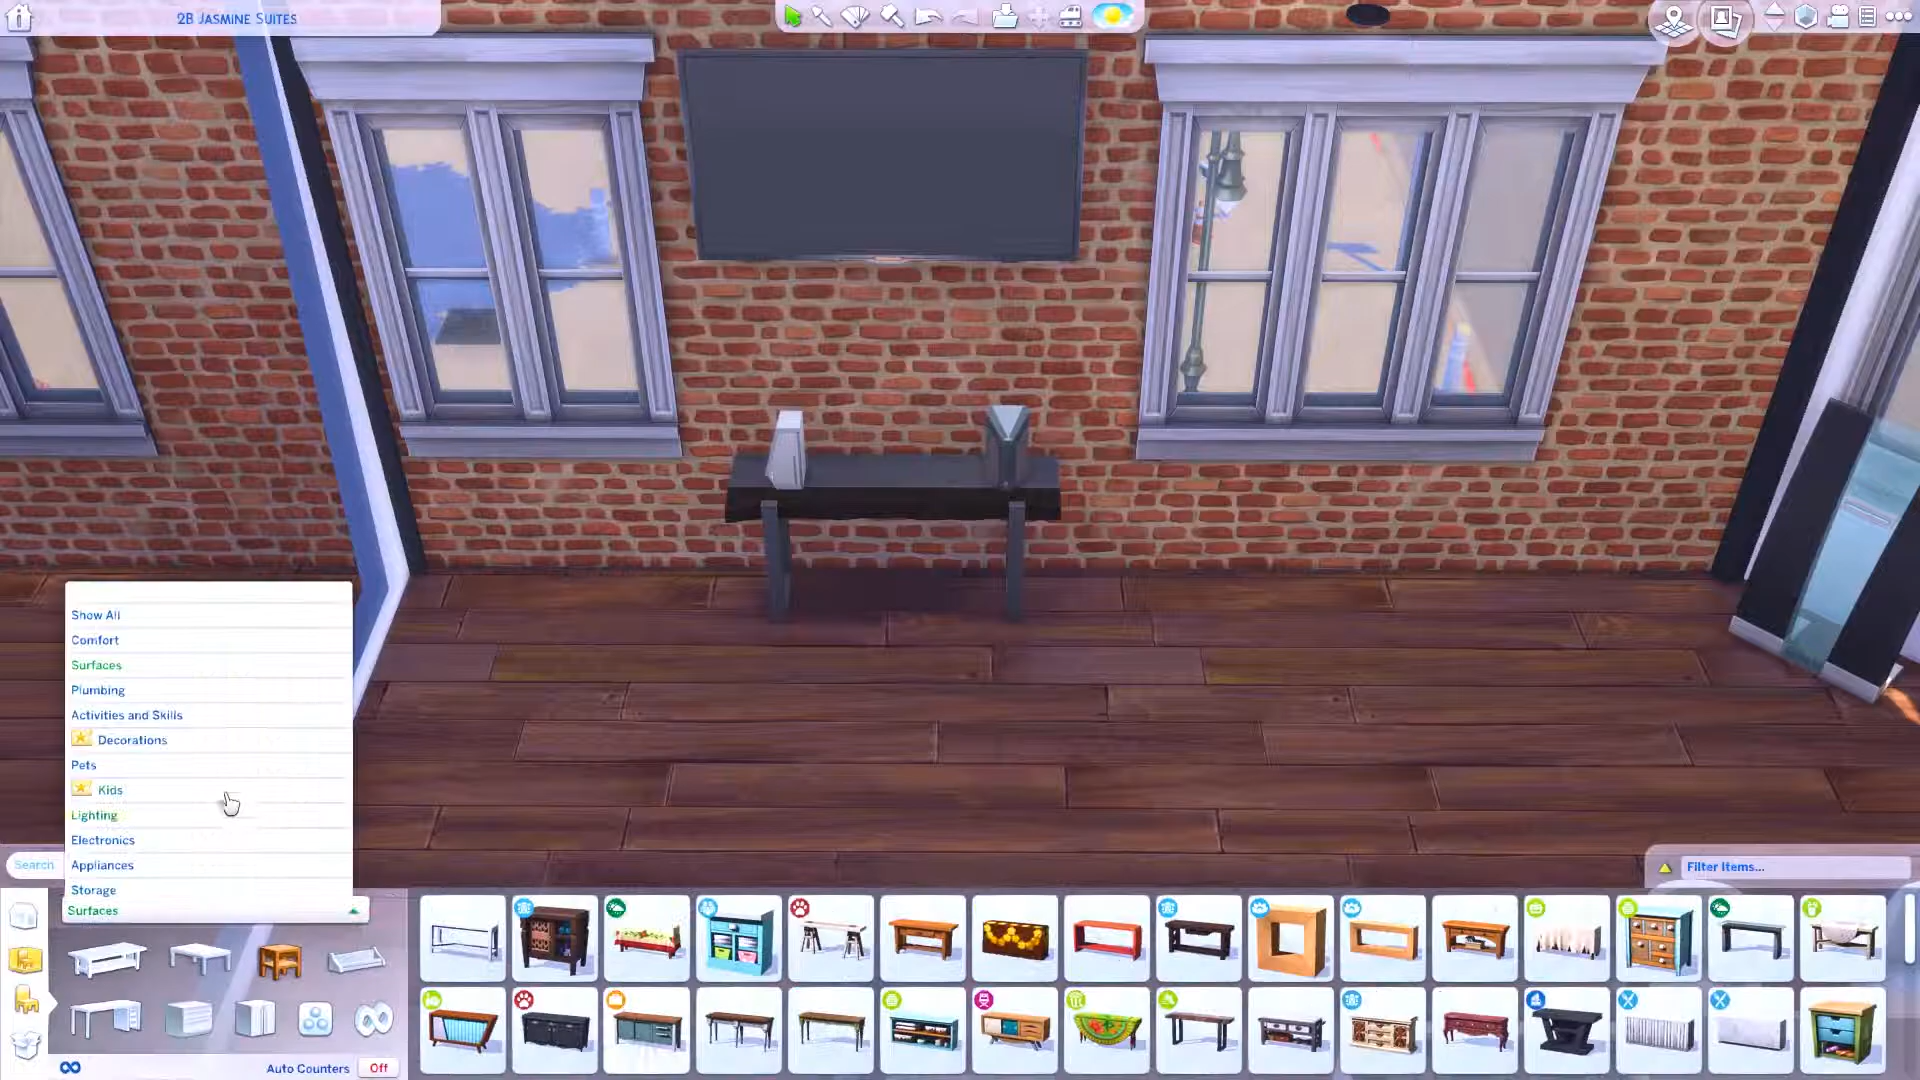 2B Jasmine Suites
Show All
Comfort
Surfaces
Plumbing
Activities and Skills
Decorations
Pets
Kids
Lighting
Electronics
Appliances
Storage
Search
Surfaces
Filter Items...
Auto Counters Off